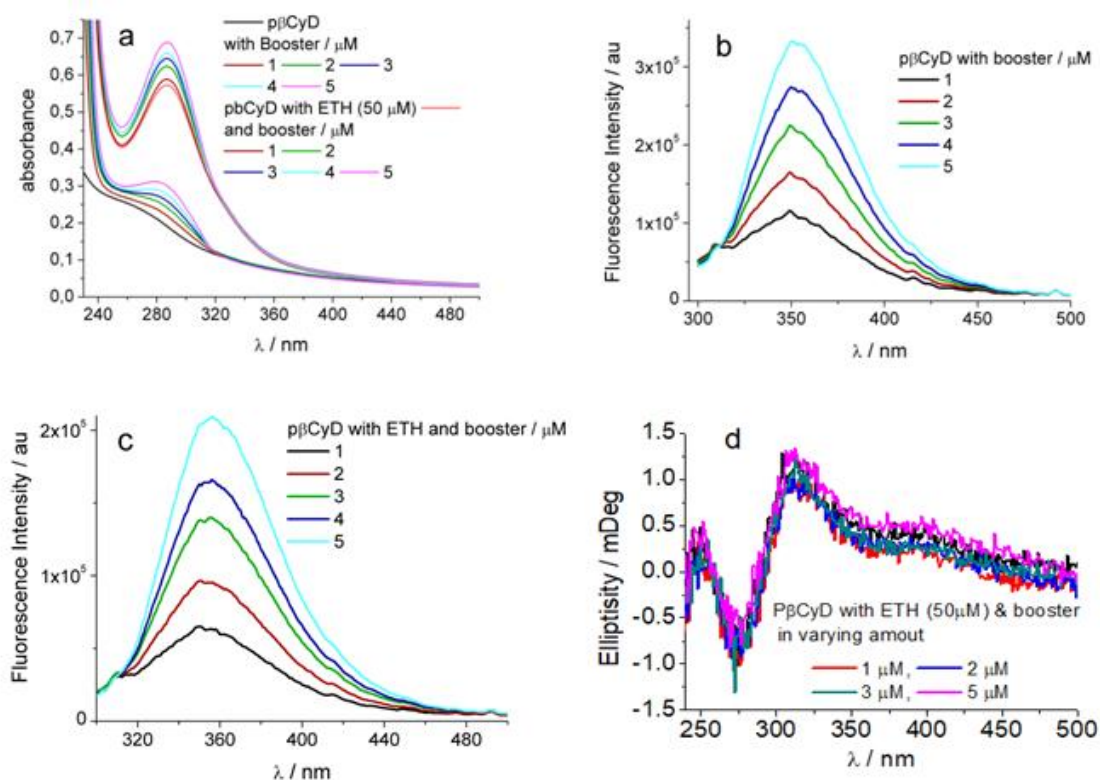 a
pβCyD
with Booster / μM
1 2 3
4 5
pbCyD with ETH (50 μM)
and booster / μM
1 2
3 4 5
0,7
0,6
0,5
0,4
0,3
0,2
0,1
0,0
absorbance
240 280 320 360 400 440 480
λ / nm
b
pβCyD with booster / μM
1
2
3
4
5
3x10⁵
2x10⁵
1x10⁵
0
Fluorescence Intensity / au
300 350 400 450 500
λ / nm
c
pβCyD with ETH and booster / μM
1
2
3
4
5
2x10⁵
1x10⁵
0
Fluorescence Intensity / au
320 360 400 440 480
λ / nm
d
1.5
1.0
0.5
0.0
-0.5
-1.0
-1.5
Elliptisity / mDeg
PβCyD with ETH (50μM) & booster
in varying amout
1 μM, 2 μM
3 μM, 5 μM
250 300 350 400 450 500
λ / nm